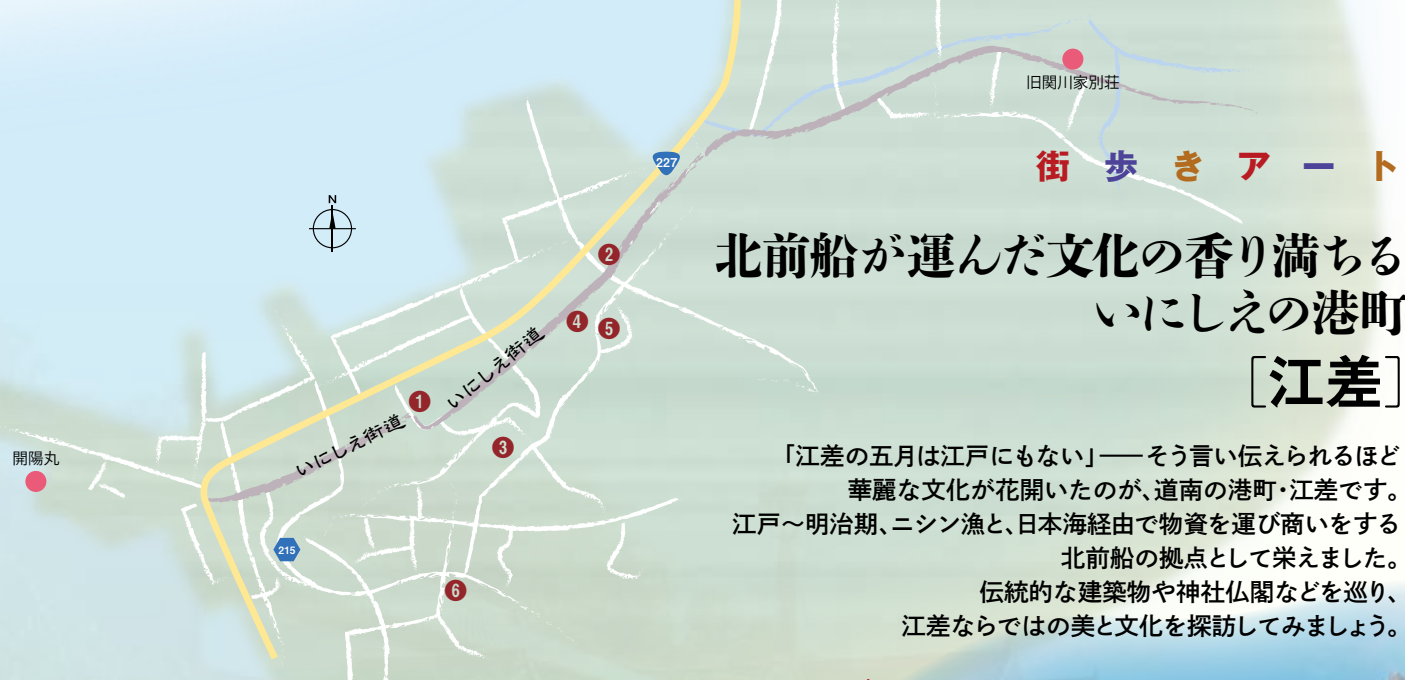 旧関川家別荘
227
街歩きアート
N
北前船が運んだ文化の香り満ちる
いにしえの港町
[江差]
2
4
5
いにしえ街道
1
いにしえ街道
3
開陽丸
215
6
「江差の五月は江戸にもない」——そう言い伝えられるほど
華麗な文化が花開いたのが、道南の港町・江差です。
江戸〜明治期、ニシン漁と、日本海経由で物資を運び商いをする
北前船の拠点として栄えました。
伝統的な建築物や神社仏閣などを巡り、
江差ならではの美と文化を探訪してみましょう。